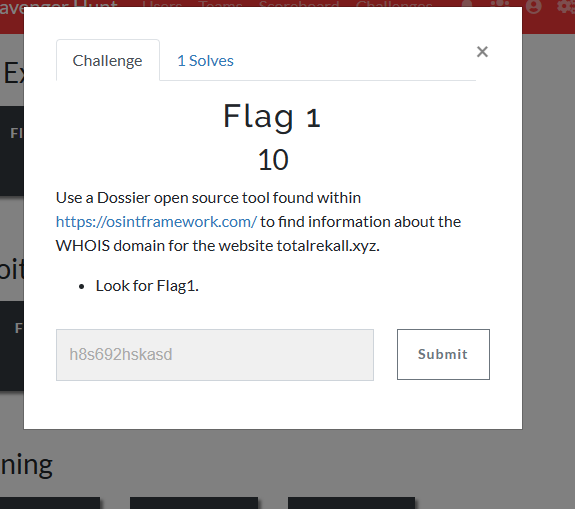 avenger Hunt Users Teams Scoreboard Challenges
Challenge
1 Solves
×
Flag 1
10
Use a Dossier open source tool found within
https://osintframework.com/ to find information about the
WHOIS domain for the website totalrekall.xyz.
• Look for Flag1.
h8s692hskasd
Submit
Ex
Fl
oit
F
ning